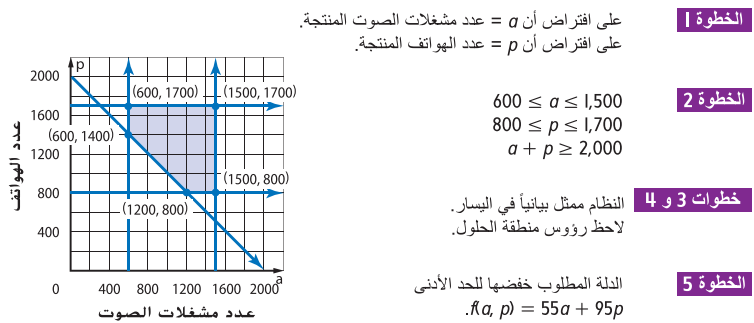 الخطوة 1
على افتراض أن a = عدد مشغلات الصوت المنتجة.
على افتراض أن p = عدد الهواتف المنتجة.
الخطوة 2
600 ≤ a ≤ 1,500
800 ≤ p ≤ 1,700
a + p ≥ 2,000
خطوات 3 و 4
النظام ممثل بيانياً في اليسار.
لاحظ رؤوس منطقة الحلول.
الخطوة 5
الدلة المطلوب خفضها للحد الأدنى
f(a, p) = 55a + 95p.
p
2000
1600
1200
800
400
0
400
800
1200
1600
2000
a
عدد الهواتف
عدد مشغلات الصوت
(600, 1700)
(1500, 1700)
(600, 1400)
(1500, 800)
(1200, 800)